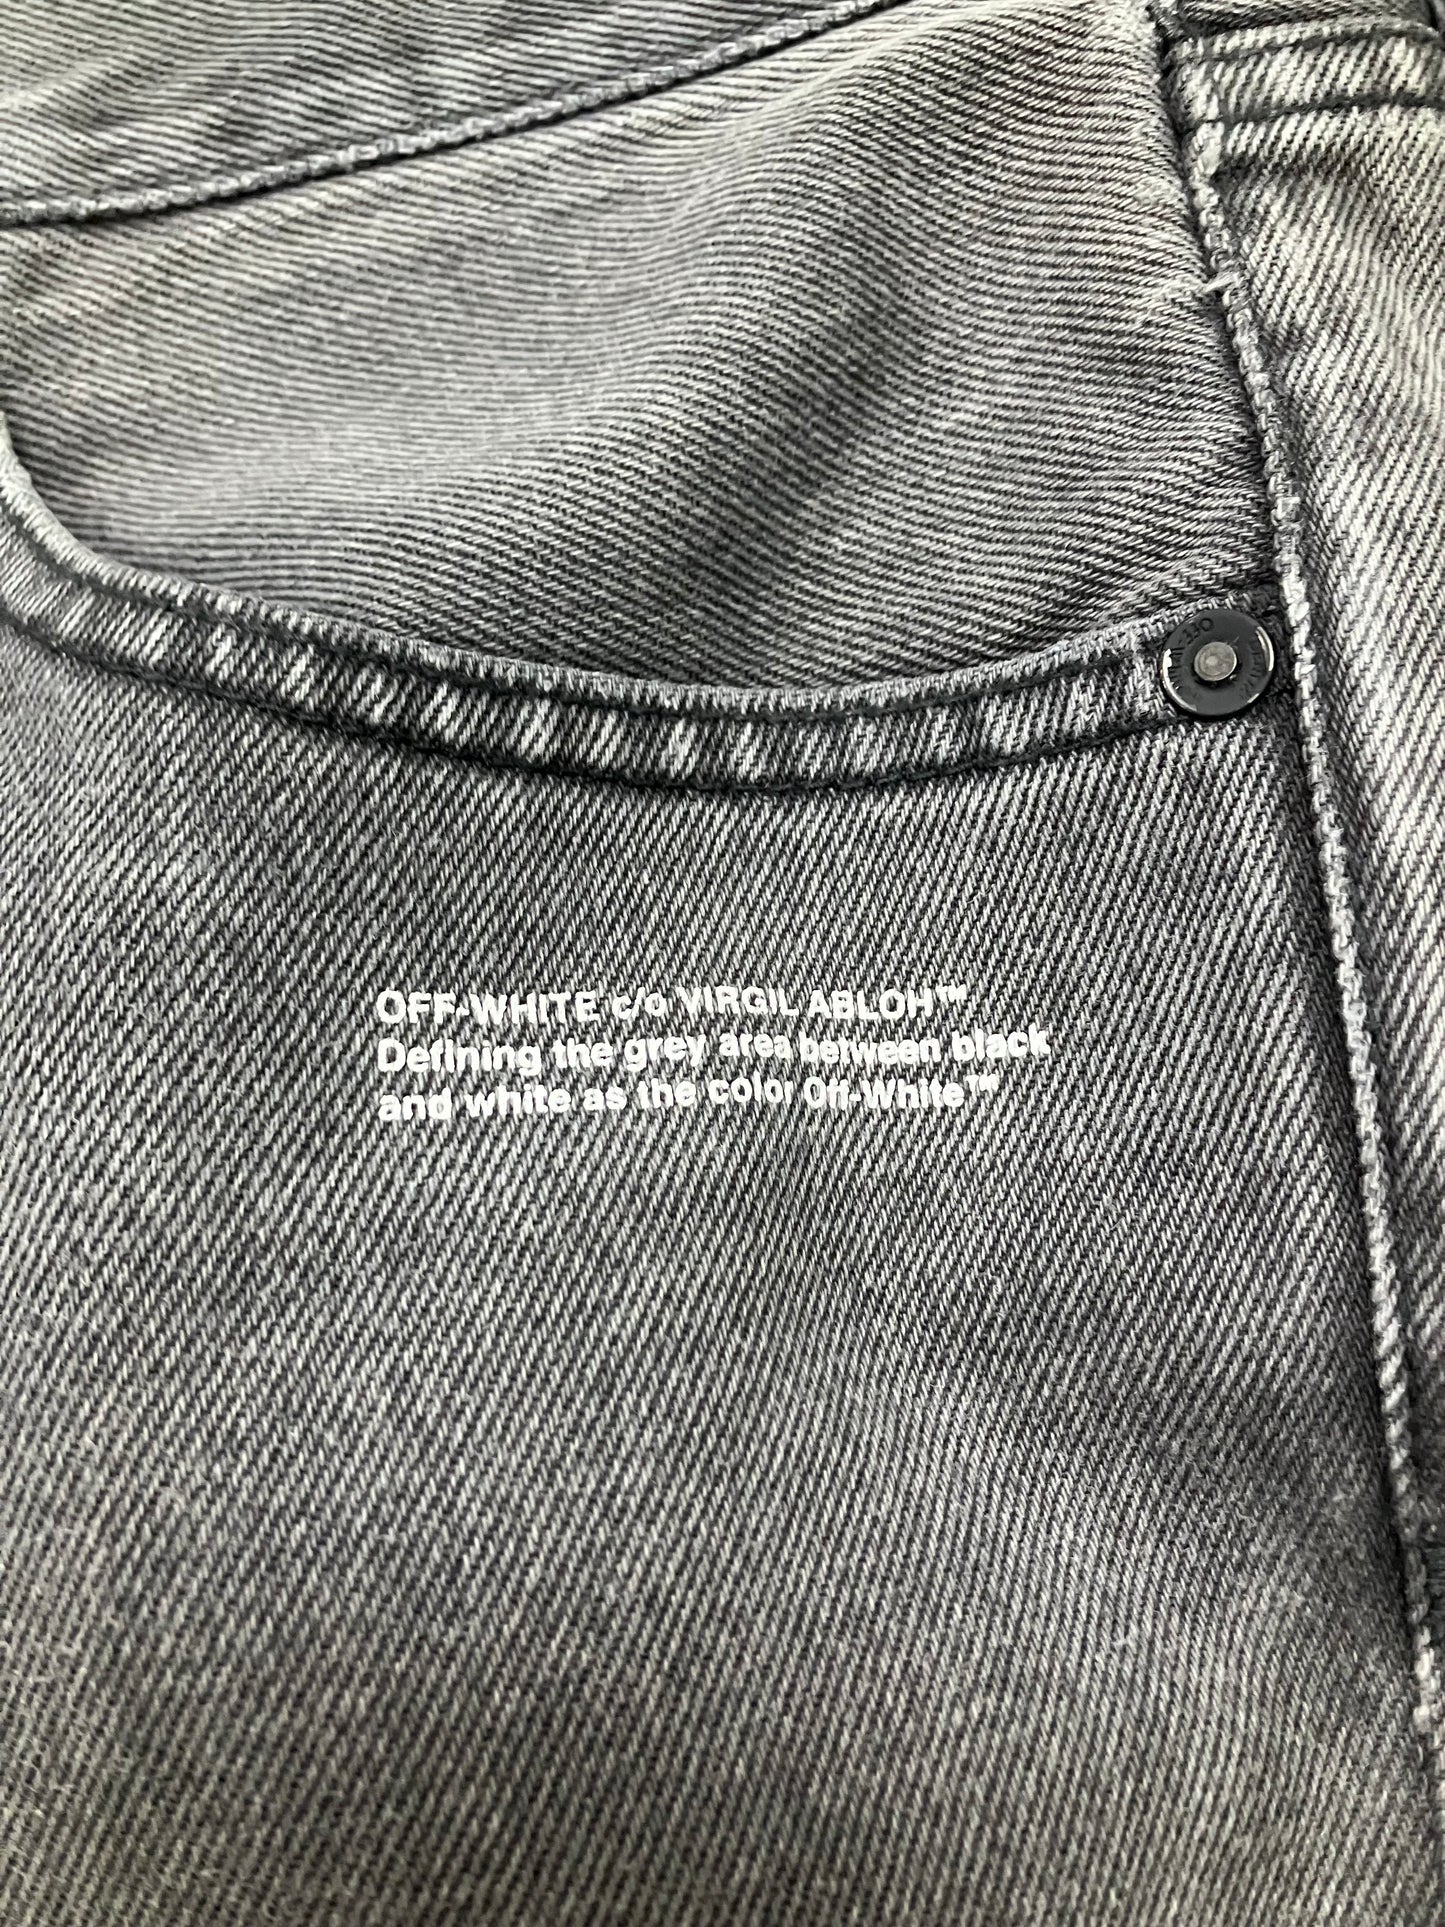 OFF-WHITE c/o VIRGIL ABLOH™
Defining the grey area between black
and white as the color Off-White™